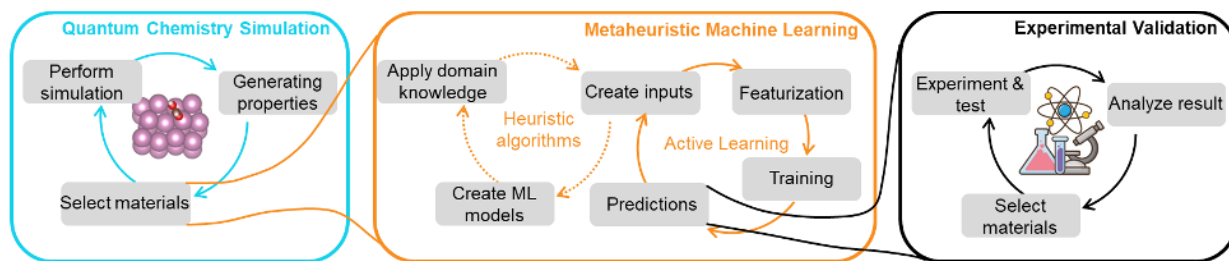 Quantum Chemistry Simulation
Perform
simulation
Generating
properties
Select materials
Metaheuristic Machine Learning
Apply domain
knowledge
Create inputs
Featurization
Heuristic
algorithms
Active Learning
Create ML
models
Predictions
Training
Experimental Validation
Experiment &
test
Analyze result
Select
materials